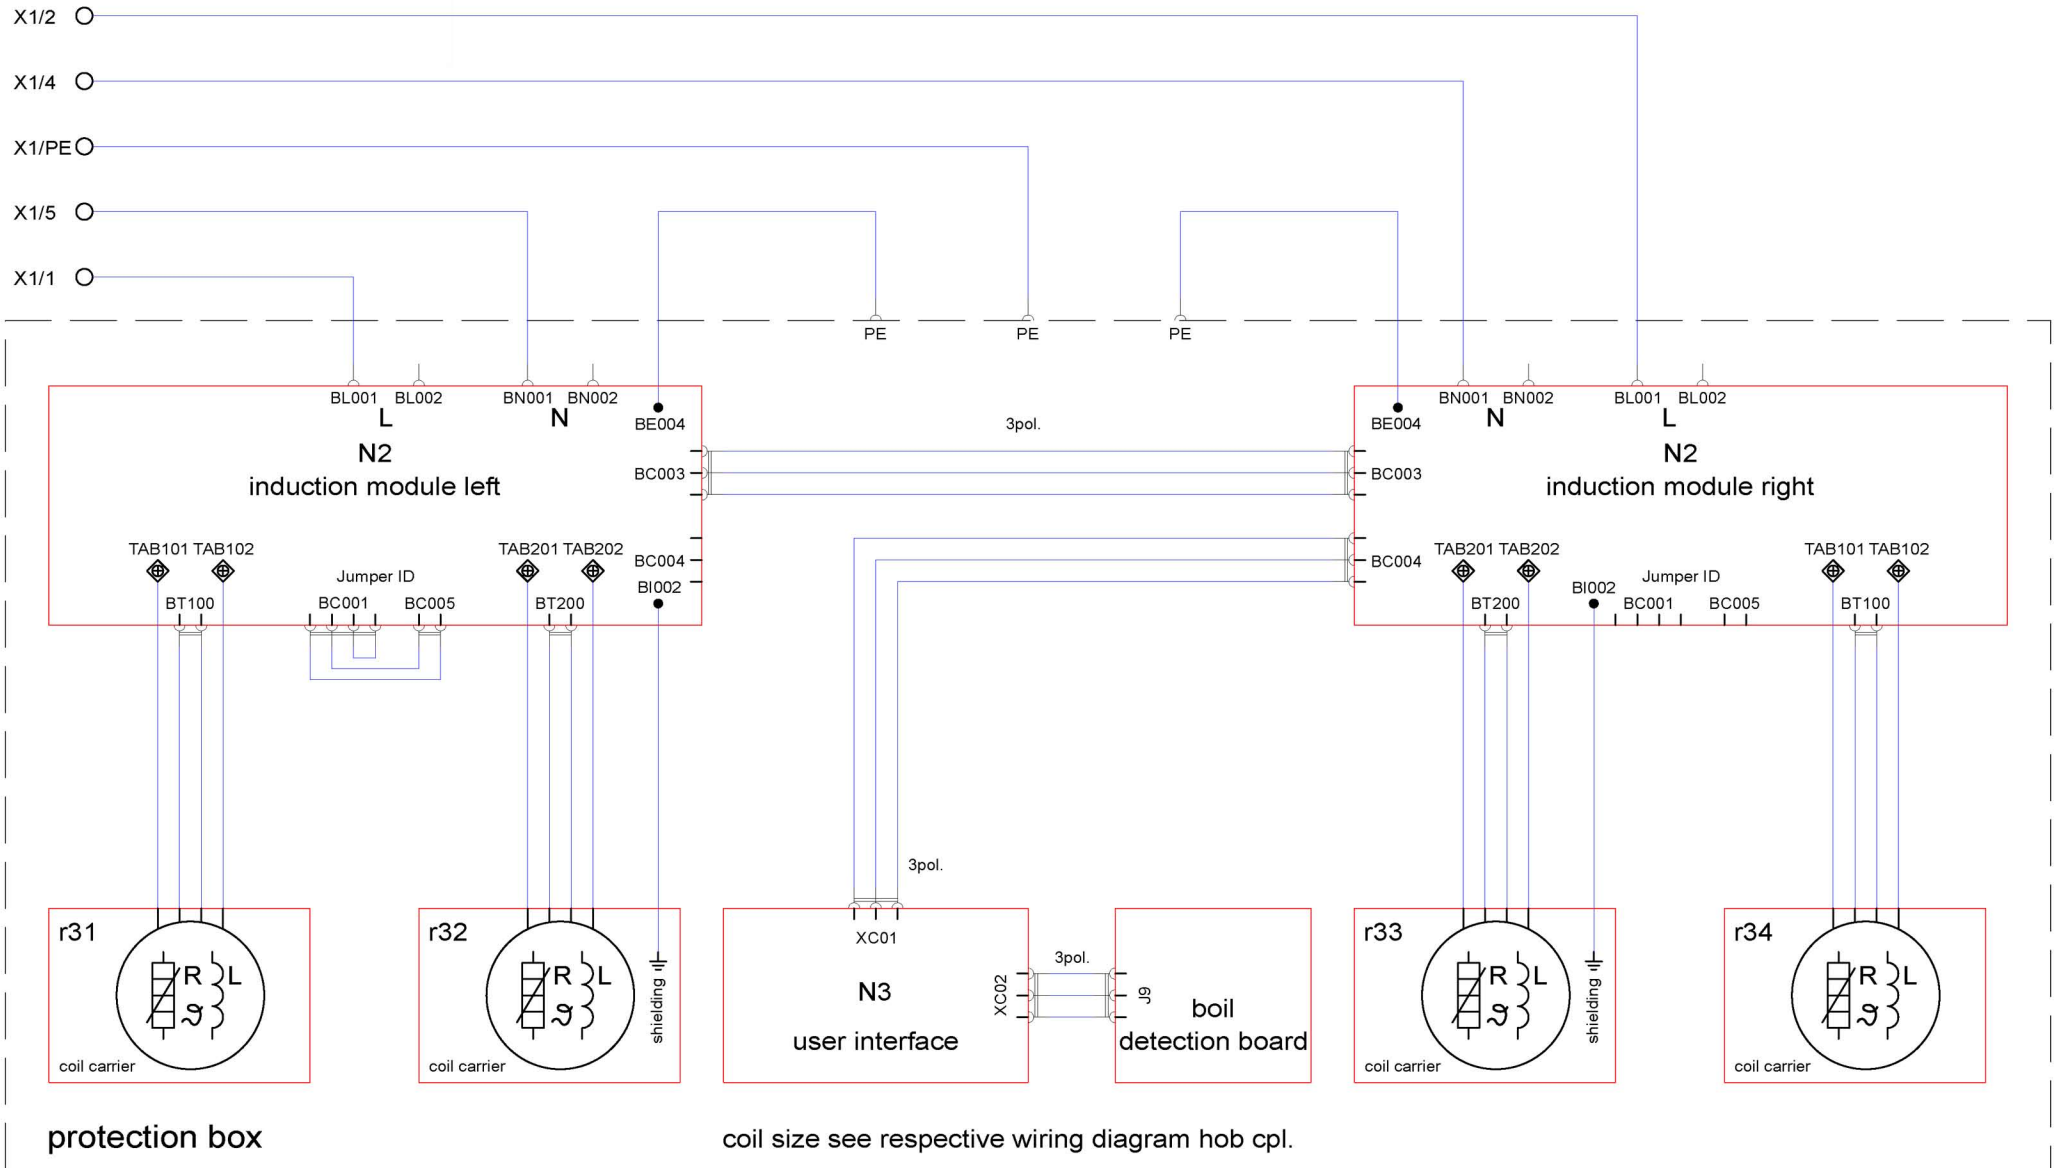 X1/2
X1/4
X1/PE
X1/5
X1/1
PE PE PE
BL001 BL002 BN001 BN002
L N
BE004
N2
induction module left
BC003
BC004
BI002
TAB101 TAB102
TAB201 TAB202
Jumper ID
BT100 BC001 BC005 BT200
3pol.
BN001 BN002 BL001 BL002
BE004 N L
N2
induction module right
BC003
BC004
TAB201 TAB202
TAB101 TAB102
BI002 Jumper ID
BT200 BC001 BC005 BT100
3pol.
r31
R L
ϑ
coil carrier
r32
R L
ϑ
shielding
coil carrier
XC01
N3
user interface
XC02
3pol.
J9
boil
detection board
r33
R L
ϑ
shielding
coil carrier
r34
R L
ϑ
coil carrier
protection box
coil size see respective wiring diagram hob cpl.